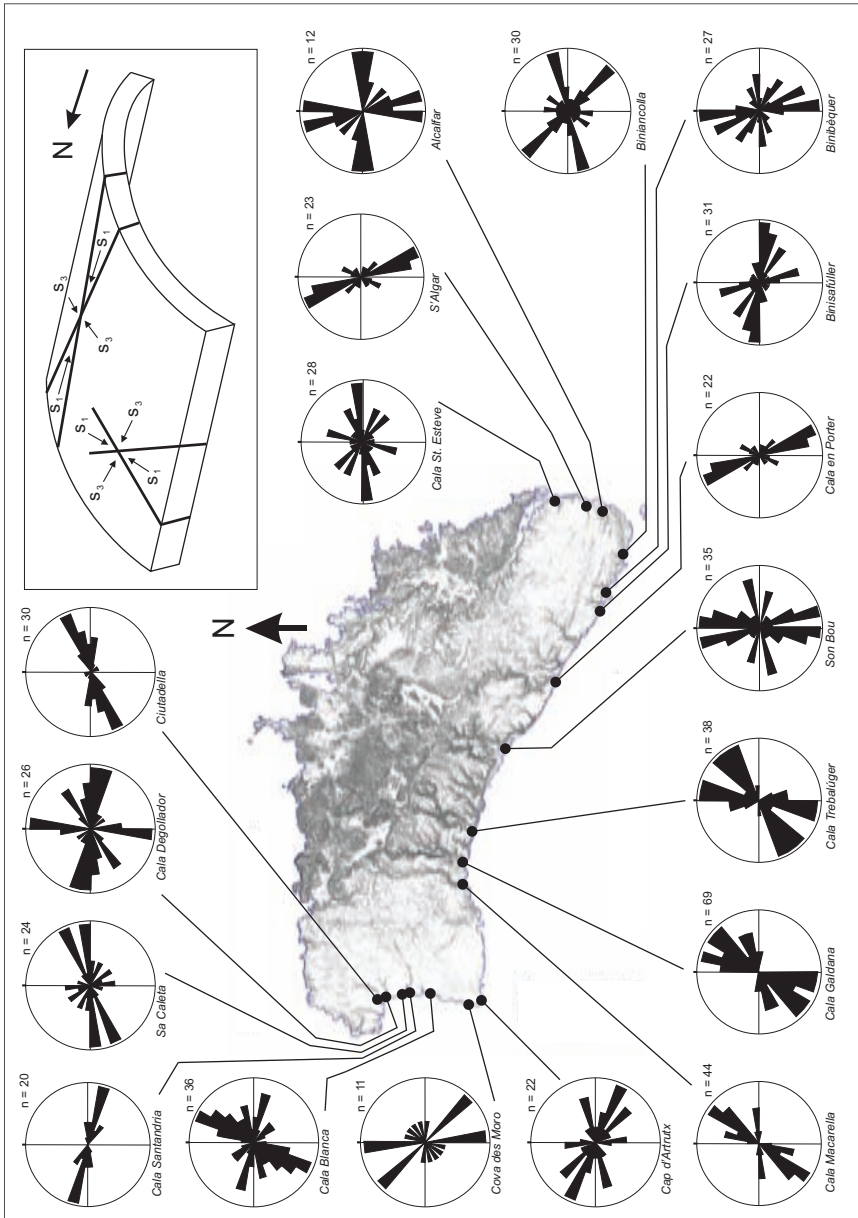 n = 20
Cala Santandria
n = 24
Sa Caleta
n = 26
Cala Degollador
n = 30
Ciutadella
N
S1
S3
S3
S1
S1
S3
S3
S1
N
n = 36
Cala Blanca
n = 11
Cova des Moro
n = 22
Cap d'Artrutx
n = 44
Cala Macarella
n = 69
Cala Galdana
n = 38
Cala Trebalúger
n = 35
Son Bou
n = 22
Cala en Porter
n = 31
Binisafúller
n = 27
Binibèquer
n = 30
Biniancolla
n = 12
Alcalfar
n = 23
S'Algar
n = 28
Cala St. Esteve